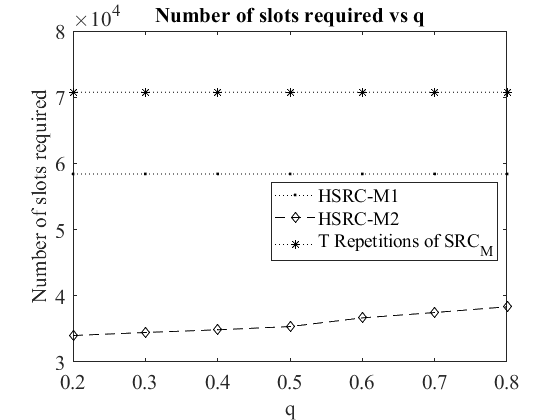 Number of slots required vs q
×10^4
8
7
6
5
4
3
Number of slots required
HSRC-M1
HSRC-M2
T Repetitions of SRC_M
0.2 0.3 0.4 0.5 0.6 0.7 0.8
q